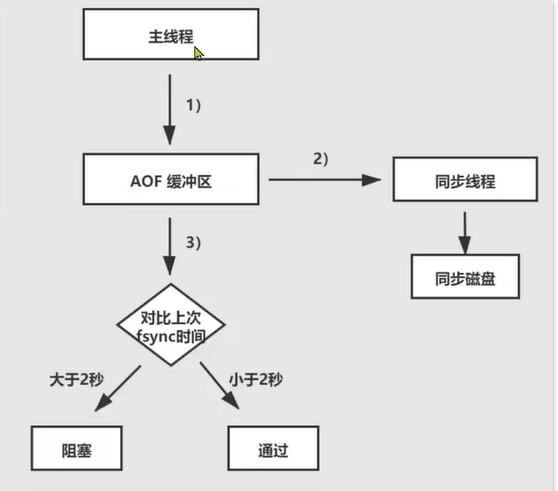 主线程
1)
AOF 缓冲区
2)
同步线程
3)
同步磁盘
对比上次
fsync时间
大于2秒
小于2秒
阻塞
通过